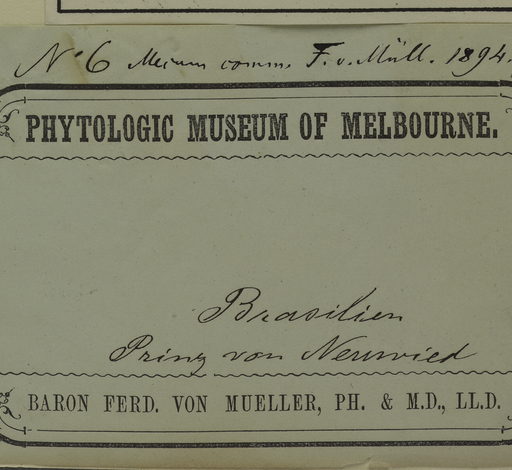 No 6 Mecum comm. F. v. Müll. 1894.
PHYTOLOGIC MUSEUM OF MELBOURNE.
Brasilien
Prinz von Neuwied
BARON FERD. VON MUELLER, PH. & M.D., LL.D.